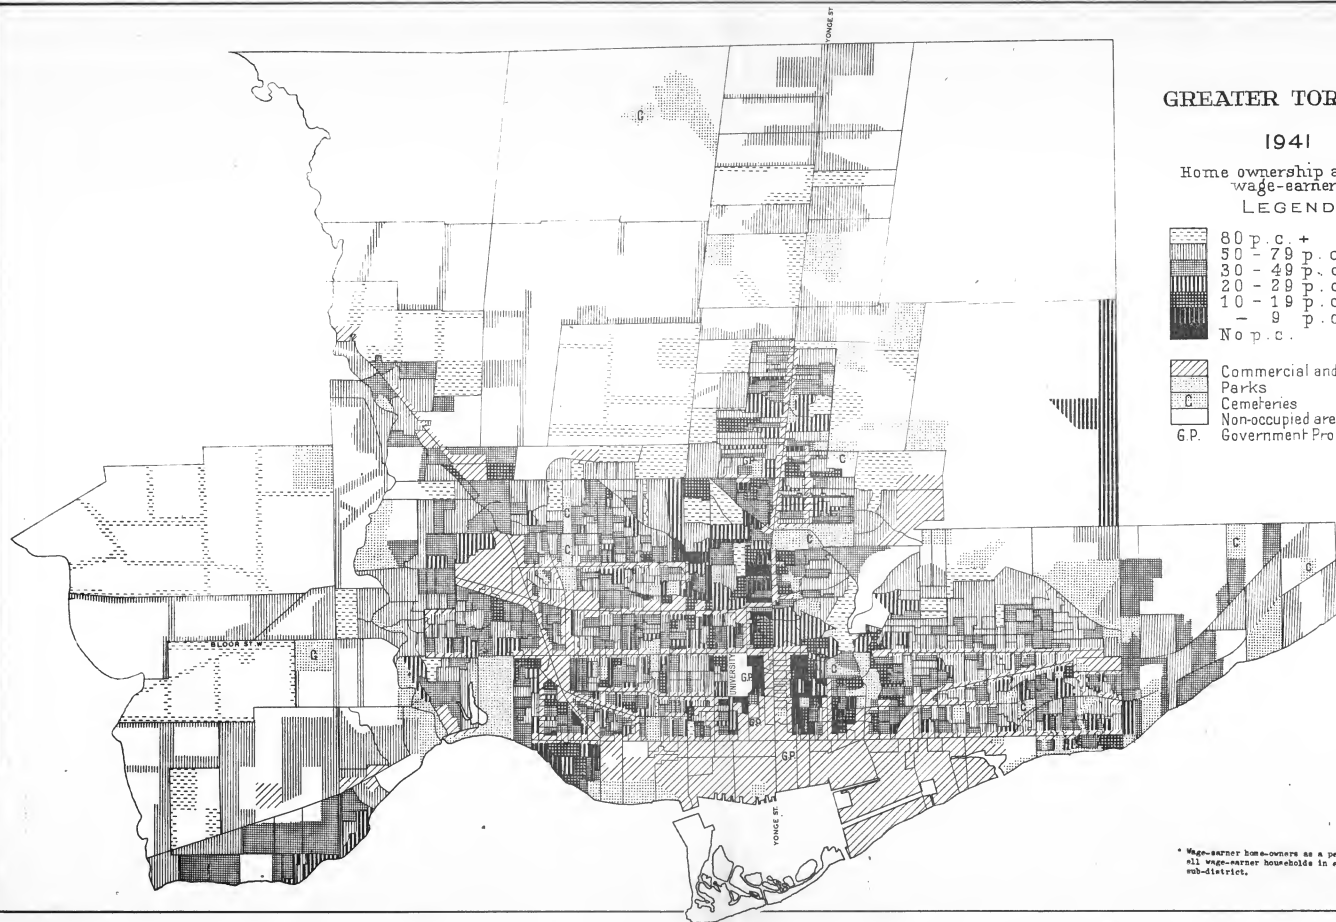 YONGE ST
GREATER TOR
1941
Home ownership a
wage-earner
LEGEND
80 p.c. +
50 - 79 p.c
30 - 49 p.c
20 - 29 p.c
10 - 19 p.c
- 9 p.c
No p.c.
Commercial and
Parks
C Cemeteries
Non-occupied are
G.P. Government Pro
C
C
C
G.P.
C
C
C
C
BLOOR ST. W
G
UNIVERSITY
G.P.
C
G.P.
C
G.P.
YONGE ST.
* Wage-earner home-owners as a pe
all wage-earner households in e
sub-district.